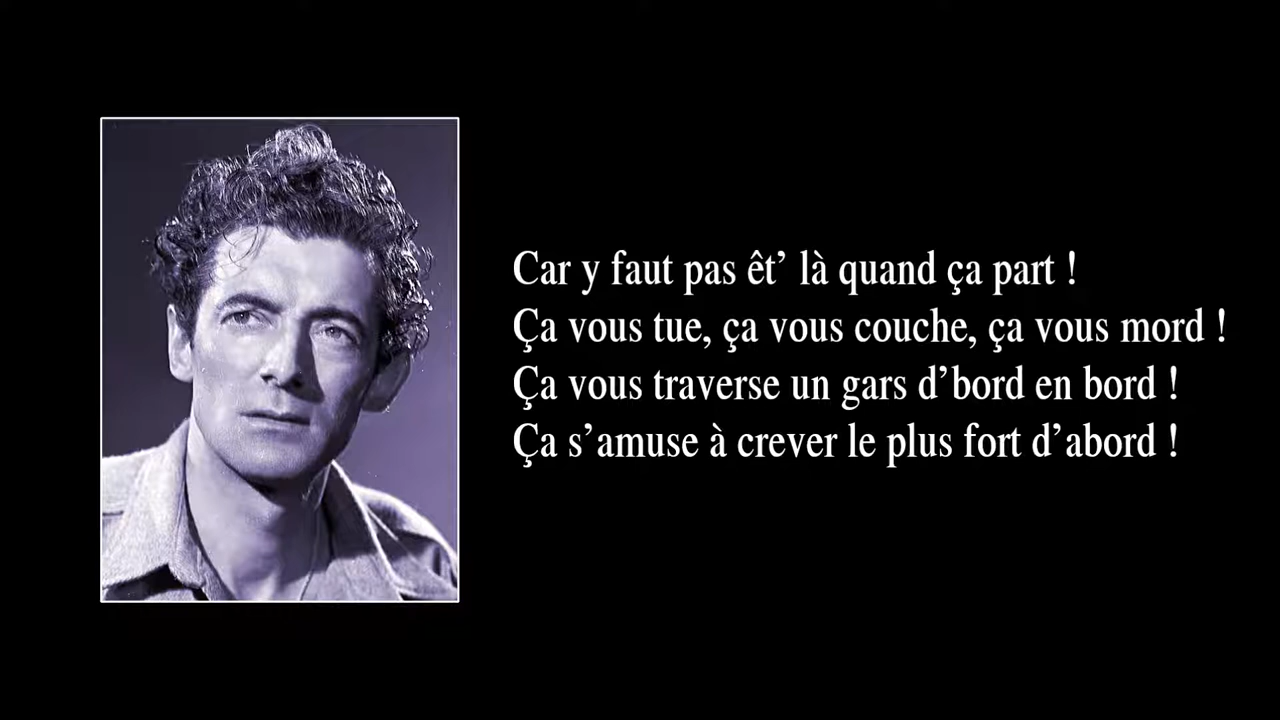 Car y faut pas êt’ là quand ça part !
Ça vous tue, ça vous couche, ça vous mord !
Ça vous traverse un gars d’bord en bord !
Ça s’amuse à crever le plus fort d’abord !